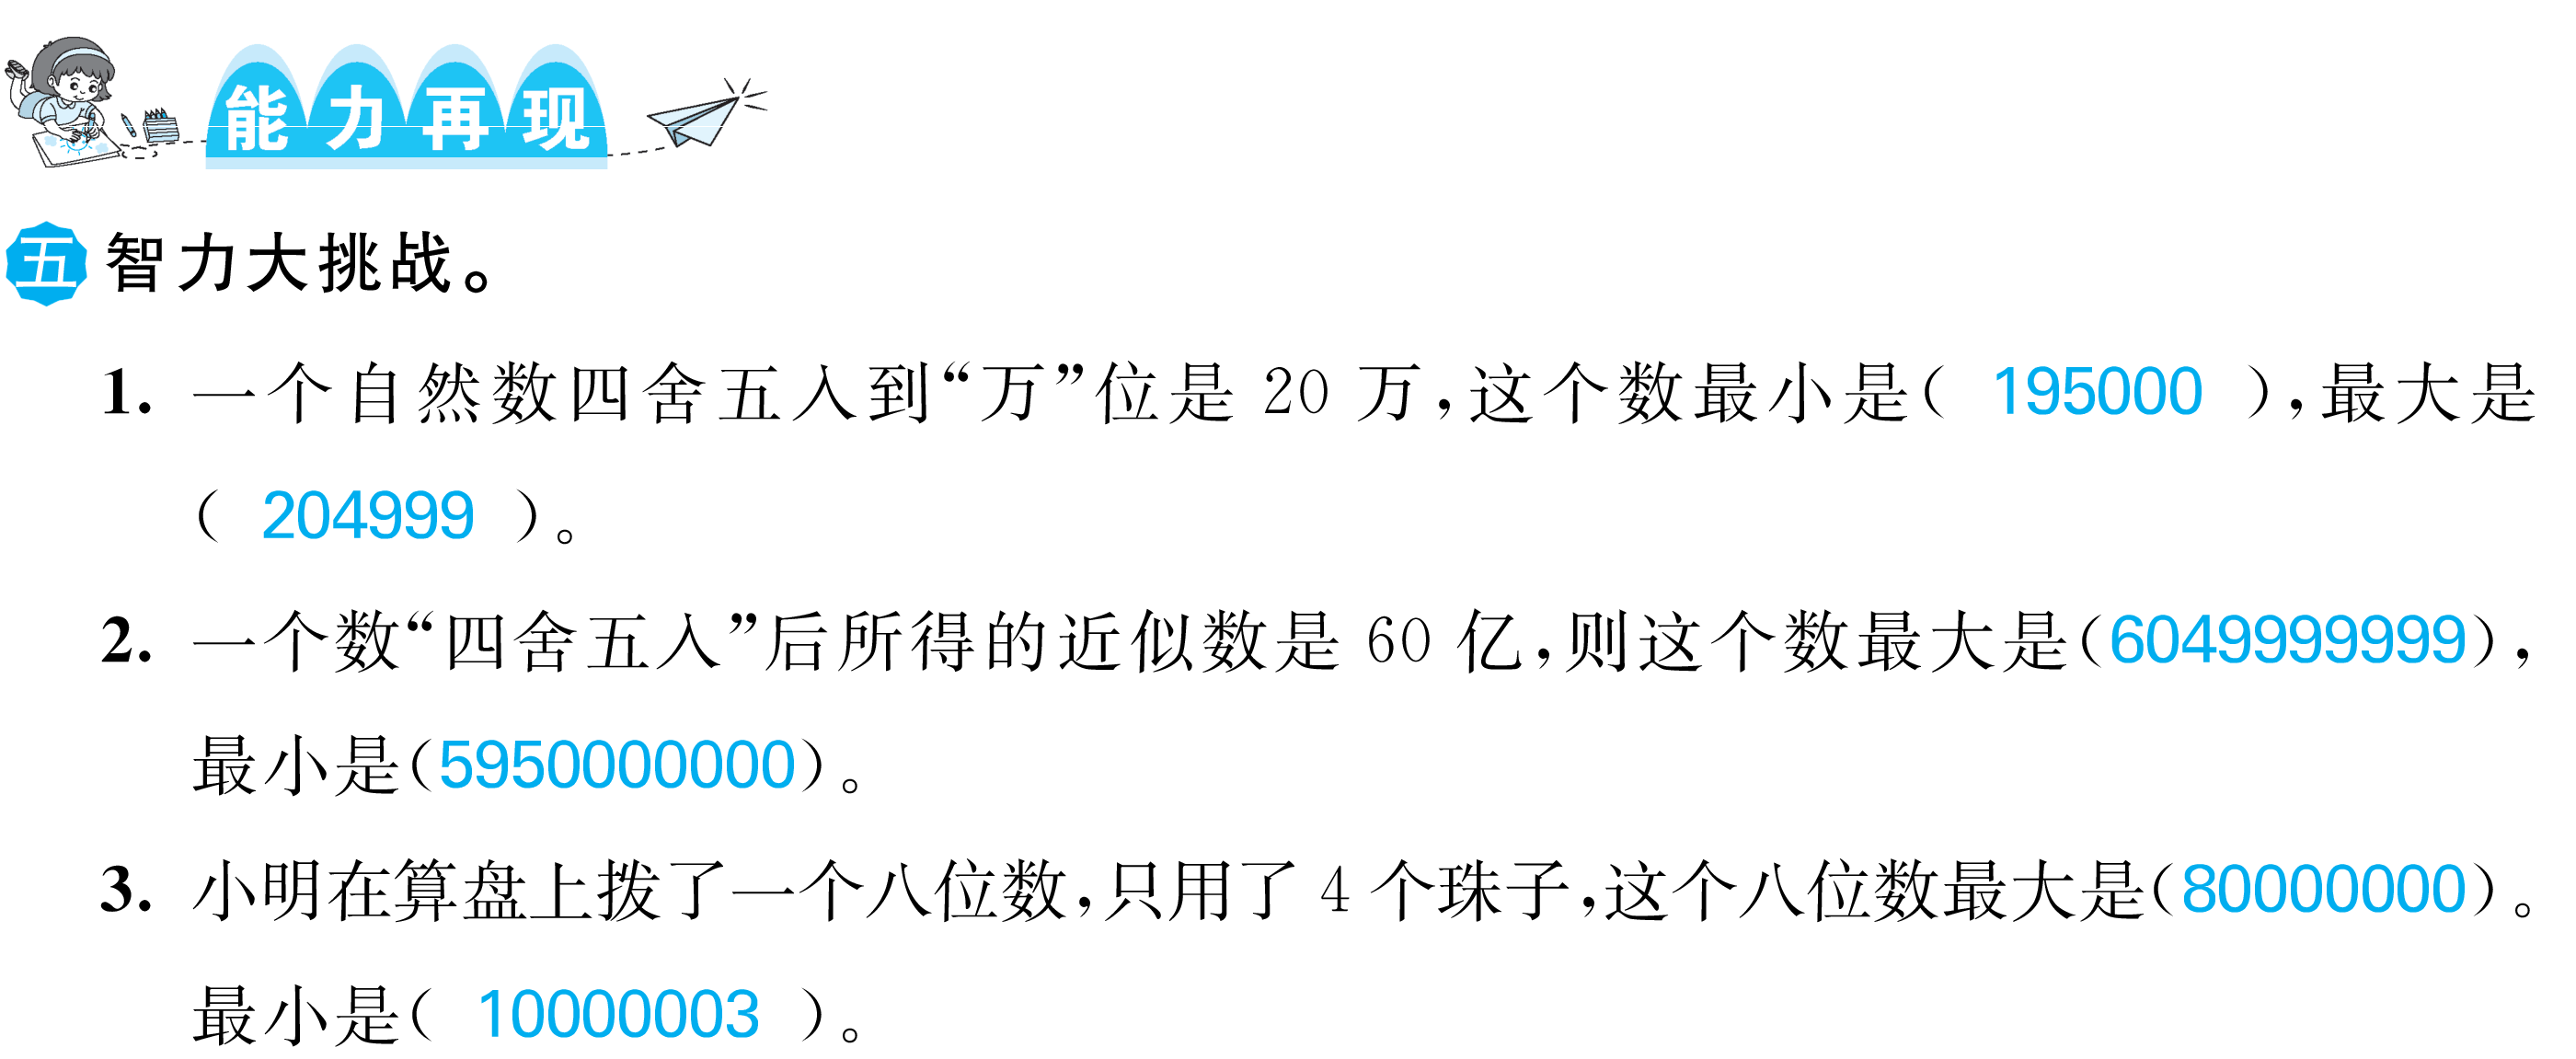 能力再现
五 智力大挑战。
1. 一个自然数四舍五入到“万”位是 20 万,这个数最小是( 195000 ),最大是
( 204999 )。
2. 一个数“四舍五入”后所得的近似数是 60 亿,则这个数最大是(6049999999),
最小是(5950000000)。
3. 小明在算盘上拨了一个八位数,只用了 4 个珠子,这个八位数最大是(80000000)。
最小是( 10000003 )。